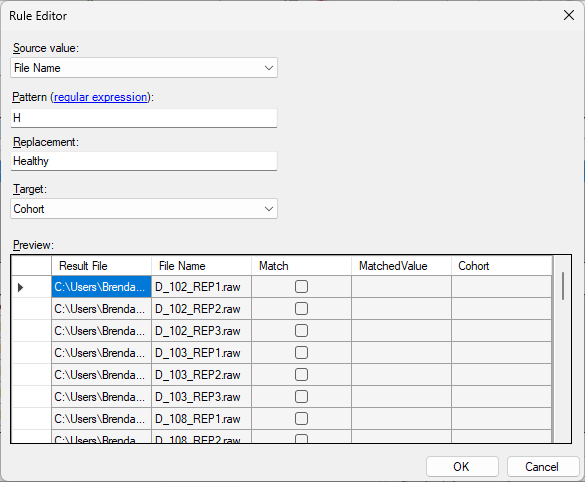 Rule Editor
Source value:
File Name
Pattern (regular expression):
H
Replacement:
Healthy
Target:
Cohort
Preview:
Result File File Name Match MatchedValue Cohort
C:\Users\Brenda... D_102_REP1.raw
C:\Users\Brenda... D_102_REP2.raw
C:\Users\Brenda... D_102_REP3.raw
C:\Users\Brenda... D_103_REP1.raw
C:\Users\Brenda... D_103_REP2.raw
C:\Users\Brenda... D_103_REP3.raw
C:\Users\Brenda... D_108_REP1.raw
C:\Users\Brenda... D_108_REP2.raw
OK Cancel